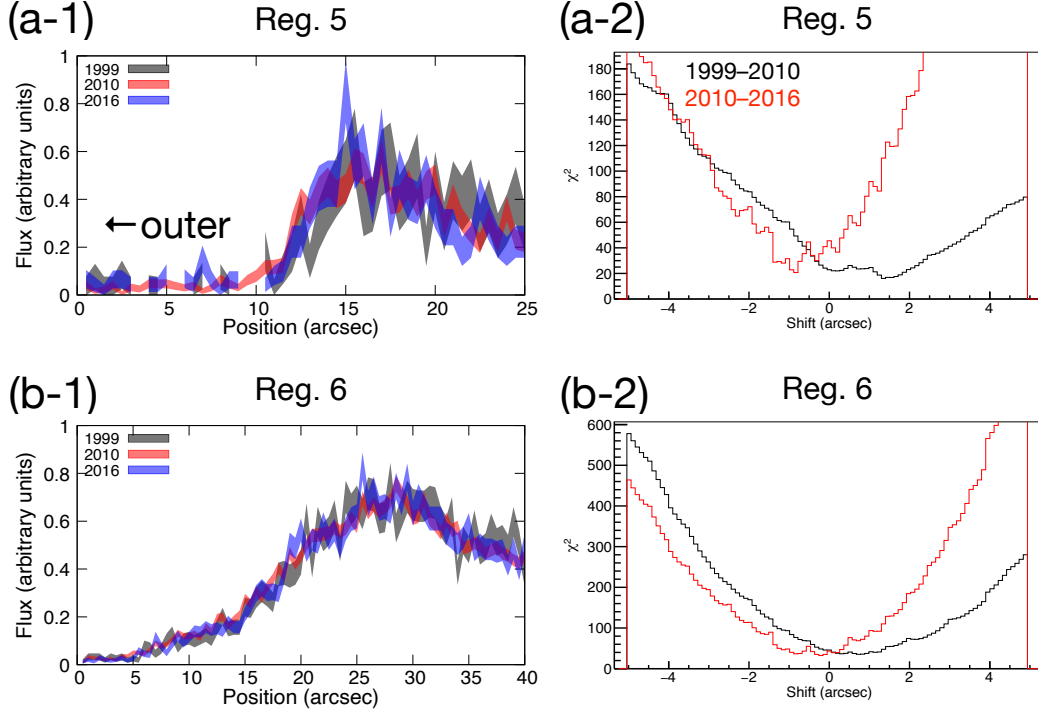 (a-1)
Reg. 5
1
0.8
0.6
0.4
0.2
0
Flux (arbitrary units)
1999
2010
2016
←outer
0 5 10 15 20 25
Position (arcsec)
(a-2)
Reg. 5
180
160
140
120
100
80
60
40
20
0
χ²
1999–2010
2010–2016
−4 −2 0 2 4
Shift (arcsec)
(b-1)
Reg. 6
1
0.8
0.6
0.4
0.2
0
Flux (arbitrary units)
1999
2010
2016
0 5 10 15 20 25 30 35 40
Position (arcsec)
(b-2)
Reg. 6
600
500
400
300
200
100
0
χ²
−4 −2 0 2 4
Shift (arcsec)